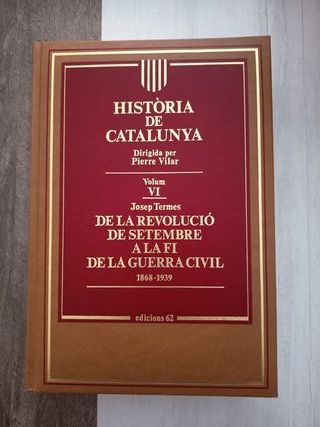 HISTÒRIA
DE
CATALUNYA
Dirigida per
Pierre Vilar
Volum
VI
Josep Termes
DE LA REVOLUCIÓ
DE SETEMBRE
A LA FI
DE LA GUERRA CIVIL
1868-1939
edicions 62